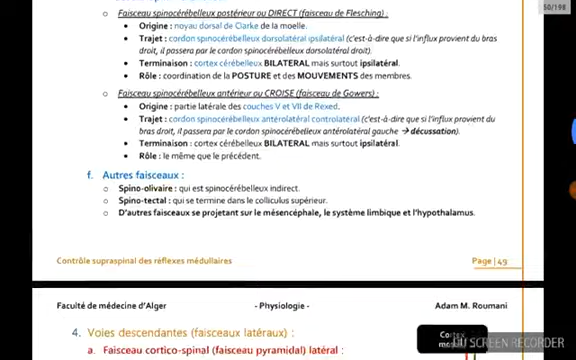 50/198
o Faisceau spinocérébelleux postérieur ou DIRECT (faisceau de Flesching) :
• Origine : noyau dorsal de Clarke de la moelle.
• Trajet : cordon spinocérébelleux dorsolatéral ipsilatéral (c'est-à-dire que si l'influx provient du bras
droit, il passera par le cordon spinocérébelleux dorsolatéral droit).
• Terminaison : cortex cérébelleux BILATERAL mais surtout ipsilatéral.
• Rôle : coordination de la POSTURE et des MOUVEMENTS des membres.
o Faisceau spinocérébelleux antérieur ou CROISE (faisceau de Gowers) :
• Origine : partie latérale des couches V et VII de Rexed.
• Trajet : cordon spinocérébelleux antérolatéral controlatéral (c'est-à-dire que si l'influx provient du
bras droit, il passera par le cordon spinocérébelleux antérolatéral gauche → décussation).
• Terminaison : cortex cérébelleux BILATERAL mais surtout ipsilatéral.
• Rôle : le même que le précédent.
f. Autres faisceaux :
o Spino-olivaire : qui est spinocérébelleux indirect.
o Spino-tectal : qui se termine dans le colliculus supérieur.
o D'autres faisceaux se projetant sur le mésencéphale, le système limbique et l'hypothalamus.
Contrôle supraspinal des réflexes médullaires Page | 49
Faculté de médecine d'Alger - Physiologie - Adam M. Roumani
4. Voies descendantes (faisceaux latéraux) :
Cortex
DU SCREEN RECORDER
a. Faisceau cortico-spinal (faisceau pyramidal) latéral :